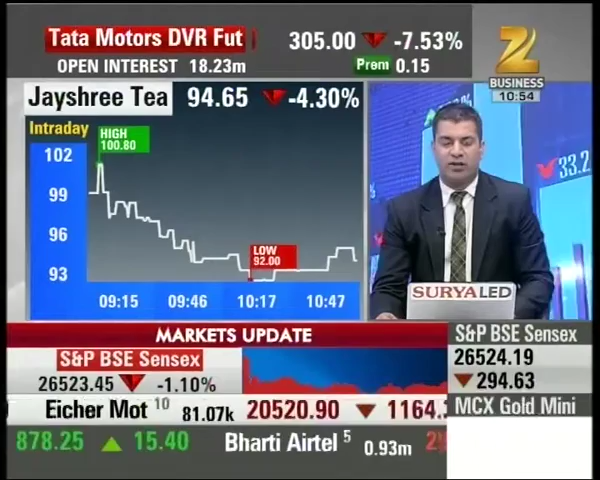 Tata Motors DVR Fut 305.00 -7.53%
OPEN INTEREST 18.23m Prem 0.15
Z
BUSINESS
10:54
Jayshree Tea 94.65 -4.30%
Intraday
HIGH
100.80
102
99
96
93
LOW
92.00
09:15 09:46 10:17 10:47
33.2
SURYA LED
MARKETS UPDATE
S&P BSE Sensex
26523.45 -1.10%
S&P BSE Sensex
26524.19
294.63
MCX Gold Mini
Eicher Mot 10 81.07k 20520.90 1164.
878.25 15.40 Bharti Airtel 5 0.93m